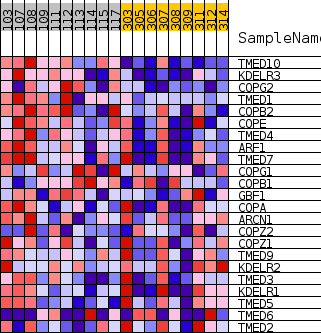 108 107 108 109 111 112 113 114 115 117 303 305 306 307 308 309 311 312 314
SampleName
TMED10
KDELR3
COPG2
TMED1
COPB2
COPE
TMED4
ARF1
TMED7
COPG1
COPB1
GBF1
COPA
ARCN1
COPZ2
COPZ1
TMED9
KDELR2
TMED3
KDELR1
TMED5
TMED6
TMED2